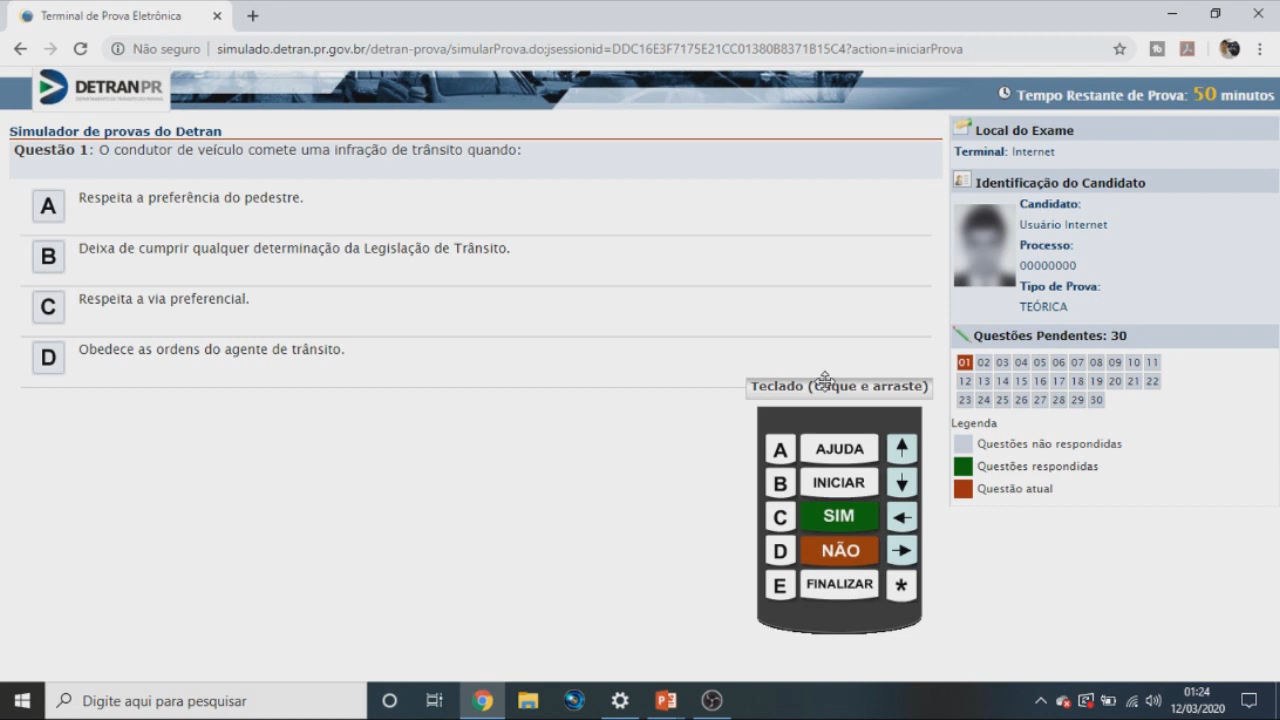 Terminal de Prova Eletrônica
Não seguro
simulado.detran.pr.gov.br/detran-prova/simularProva.do;jsessionid=DDC16E3F7175E21CC01380B8371B15C4?action=iniciarProva
DETRANPR
Tempo Restante de Prova: 50 minutos
Simulador de provas do Detran
Questão 1: O condutor de veículo comete uma infração de trânsito quando:
A Respeita a preferência do pedestre.
B Deixa de cumprir qualquer determinação da Legislação de Trânsito.
C Respeita a via preferencial.
D Obedece as ordens do agente de trânsito.
Teclado (Clique e arraste)
A AJUDA
B INICIAR
C SIM
D NÃO
E FINALIZAR *
Local do Exame
Terminal: Internet
Identificação do Candidato
Candidato:
Usuário Internet
Processo:
00000000
Tipo de Prova:
TEÓRICA
Questões Pendentes: 30
01 02 03 04 05 06 07 08 09 10 11
12 13 14 15 16 17 18 19 20 21 22
23 24 25 26 27 28 29 30
Legenda
Questões não respondidas
Questões respondidas
Questão atual
Digite aqui para pesquisar
01:24
12/03/2020